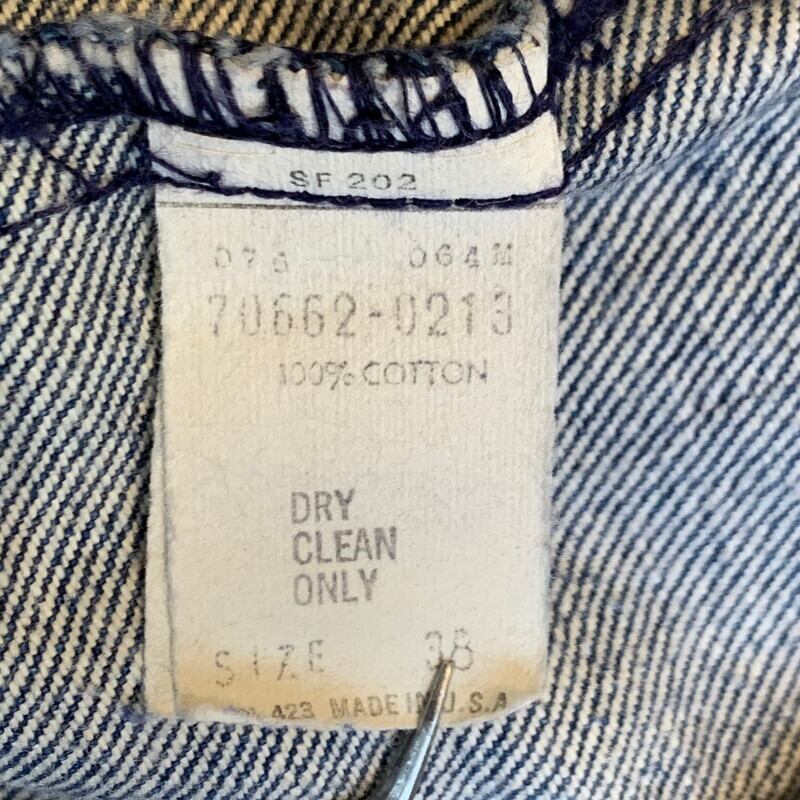 SF 202
076 064M
70662-0213
100% COTTON
DRY
CLEAN
ONLY
SIZE 38
423 MADE IN U.S.A